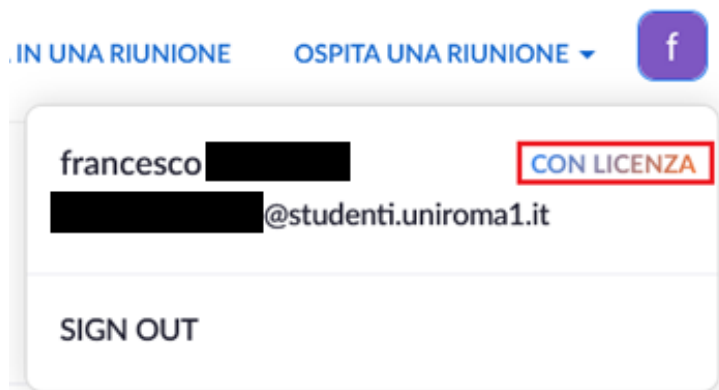 IN UNA RIUNIONE OSPITA UNA RIUNIONE f
francesco CON LICENZA
@studenti.uniroma1.it
SIGN OUT